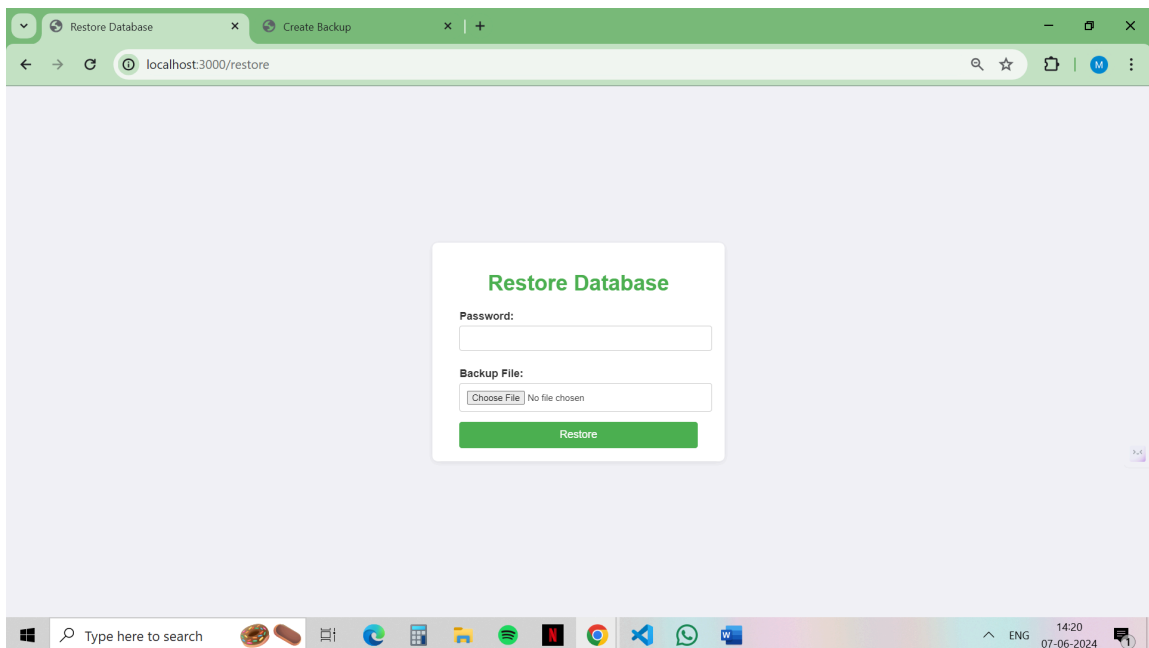 Restore Database
Create Backup
localhost:3000/restore
M
Restore Database
Password:
Backup File:
Choose File No file chosen
Restore
Type here to search
N
W
ENG
14:20
07-06-2024
1